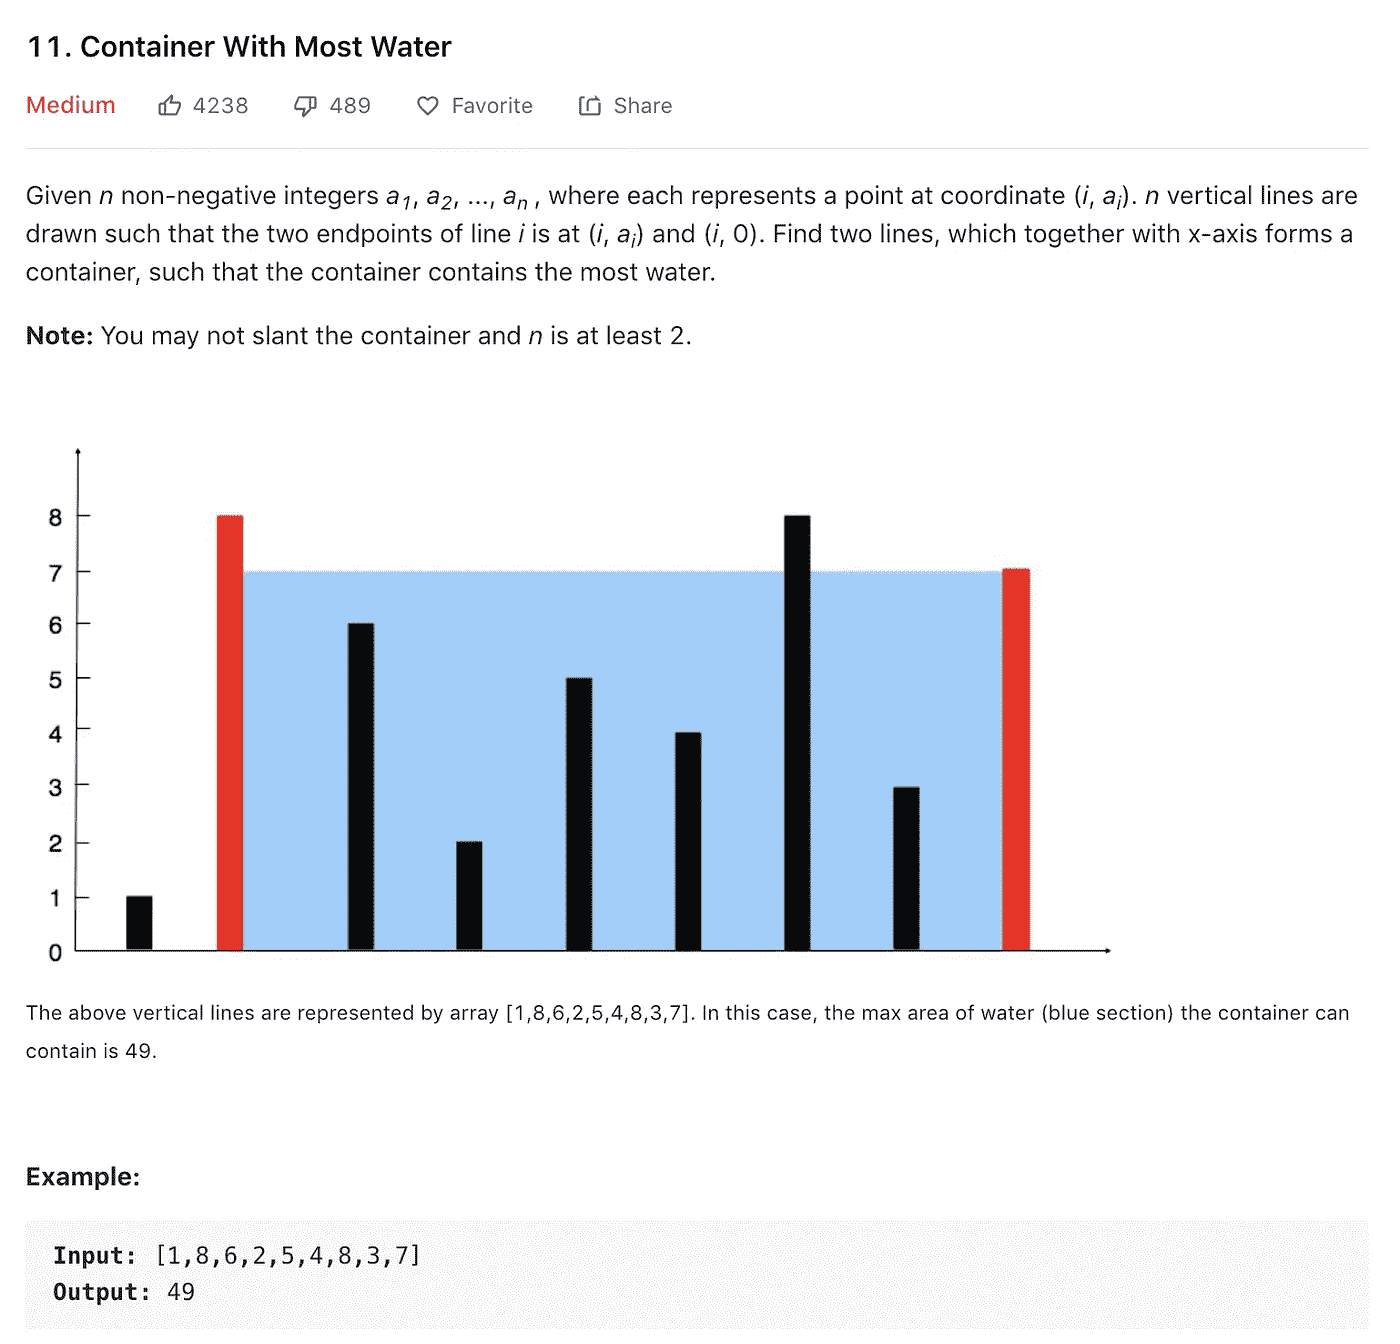 11. Container With Most Water
Medium 4238 489 Favorite Share
Given n non-negative integers a1, a2, ..., an , where each represents a point at coordinate (i, ai). n vertical lines are
drawn such that the two endpoints of line i is at (i, ai) and (i, 0). Find two lines, which together with x-axis forms a
container, such that the container contains the most water.
Note: You may not slant the container and n is at least 2.
8
7
6
5
4
3
2
1
0
The above vertical lines are represented by array [1,8,6,2,5,4,8,3,7]. In this case, the max area of water (blue section) the container can
contain is 49.
Example:
Input: [1,8,6,2,5,4,8,3,7]
Output: 49